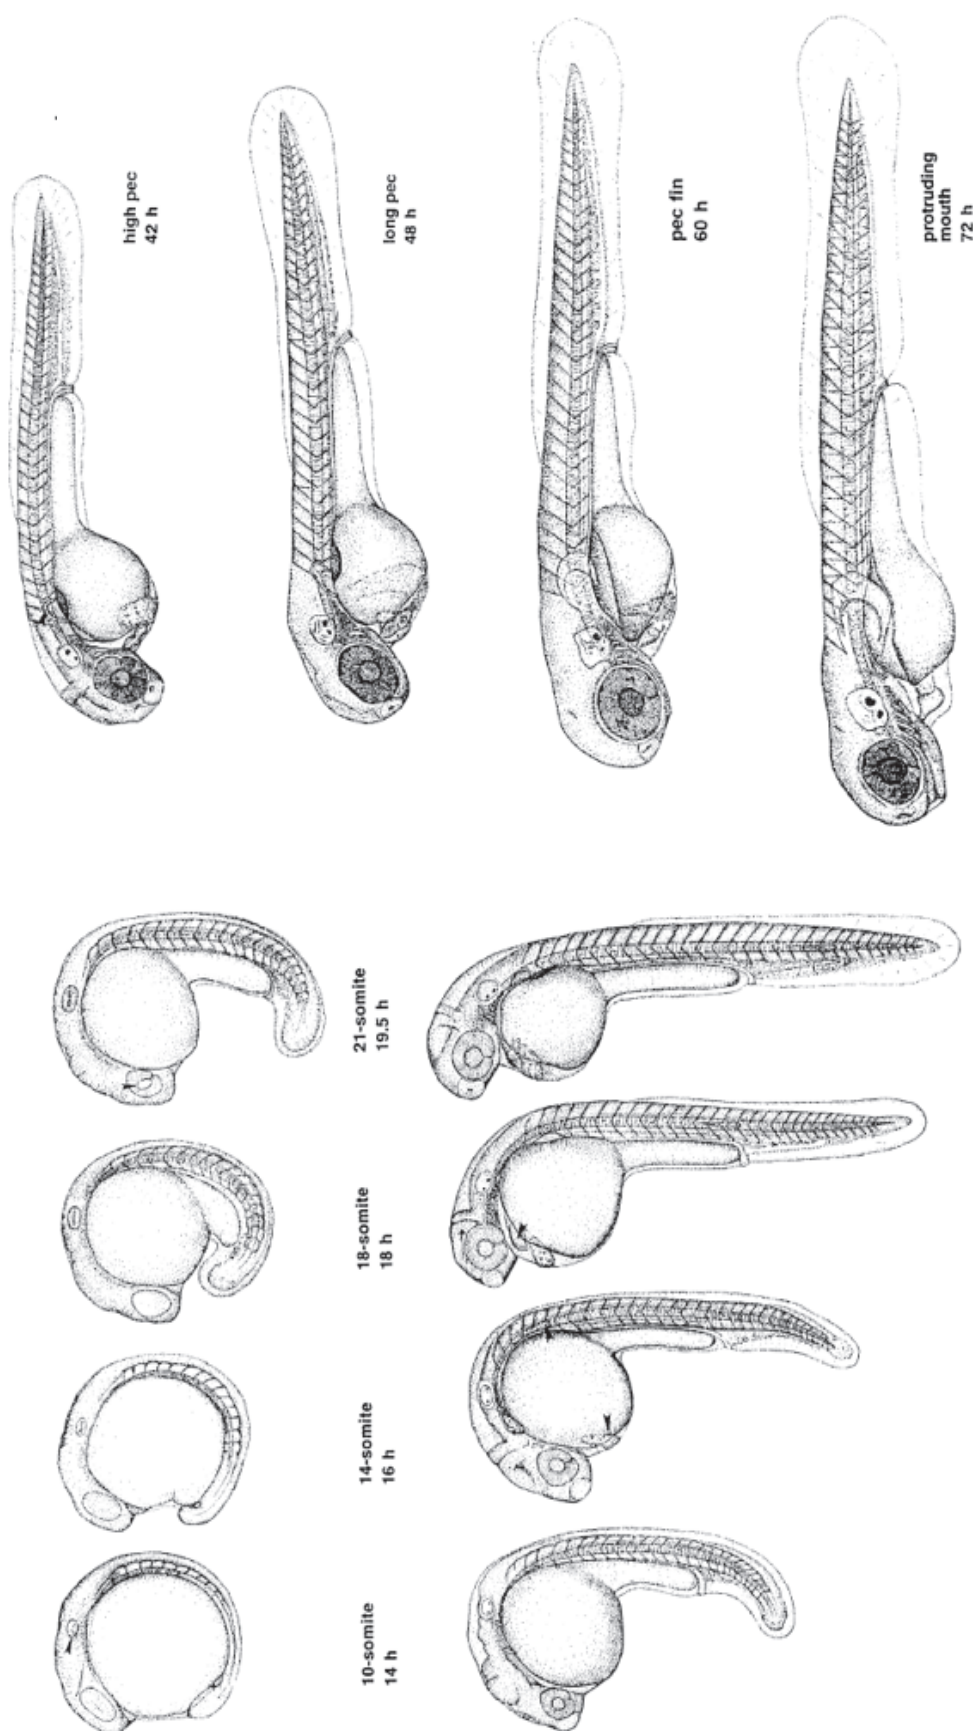 10-somite
14 h
14-somite
16 h
18-somite
18 h
21-somite
19.5 h
high pec
42 h
long pec
48 h
pec fin
60 h
protruding
mouth
72 h